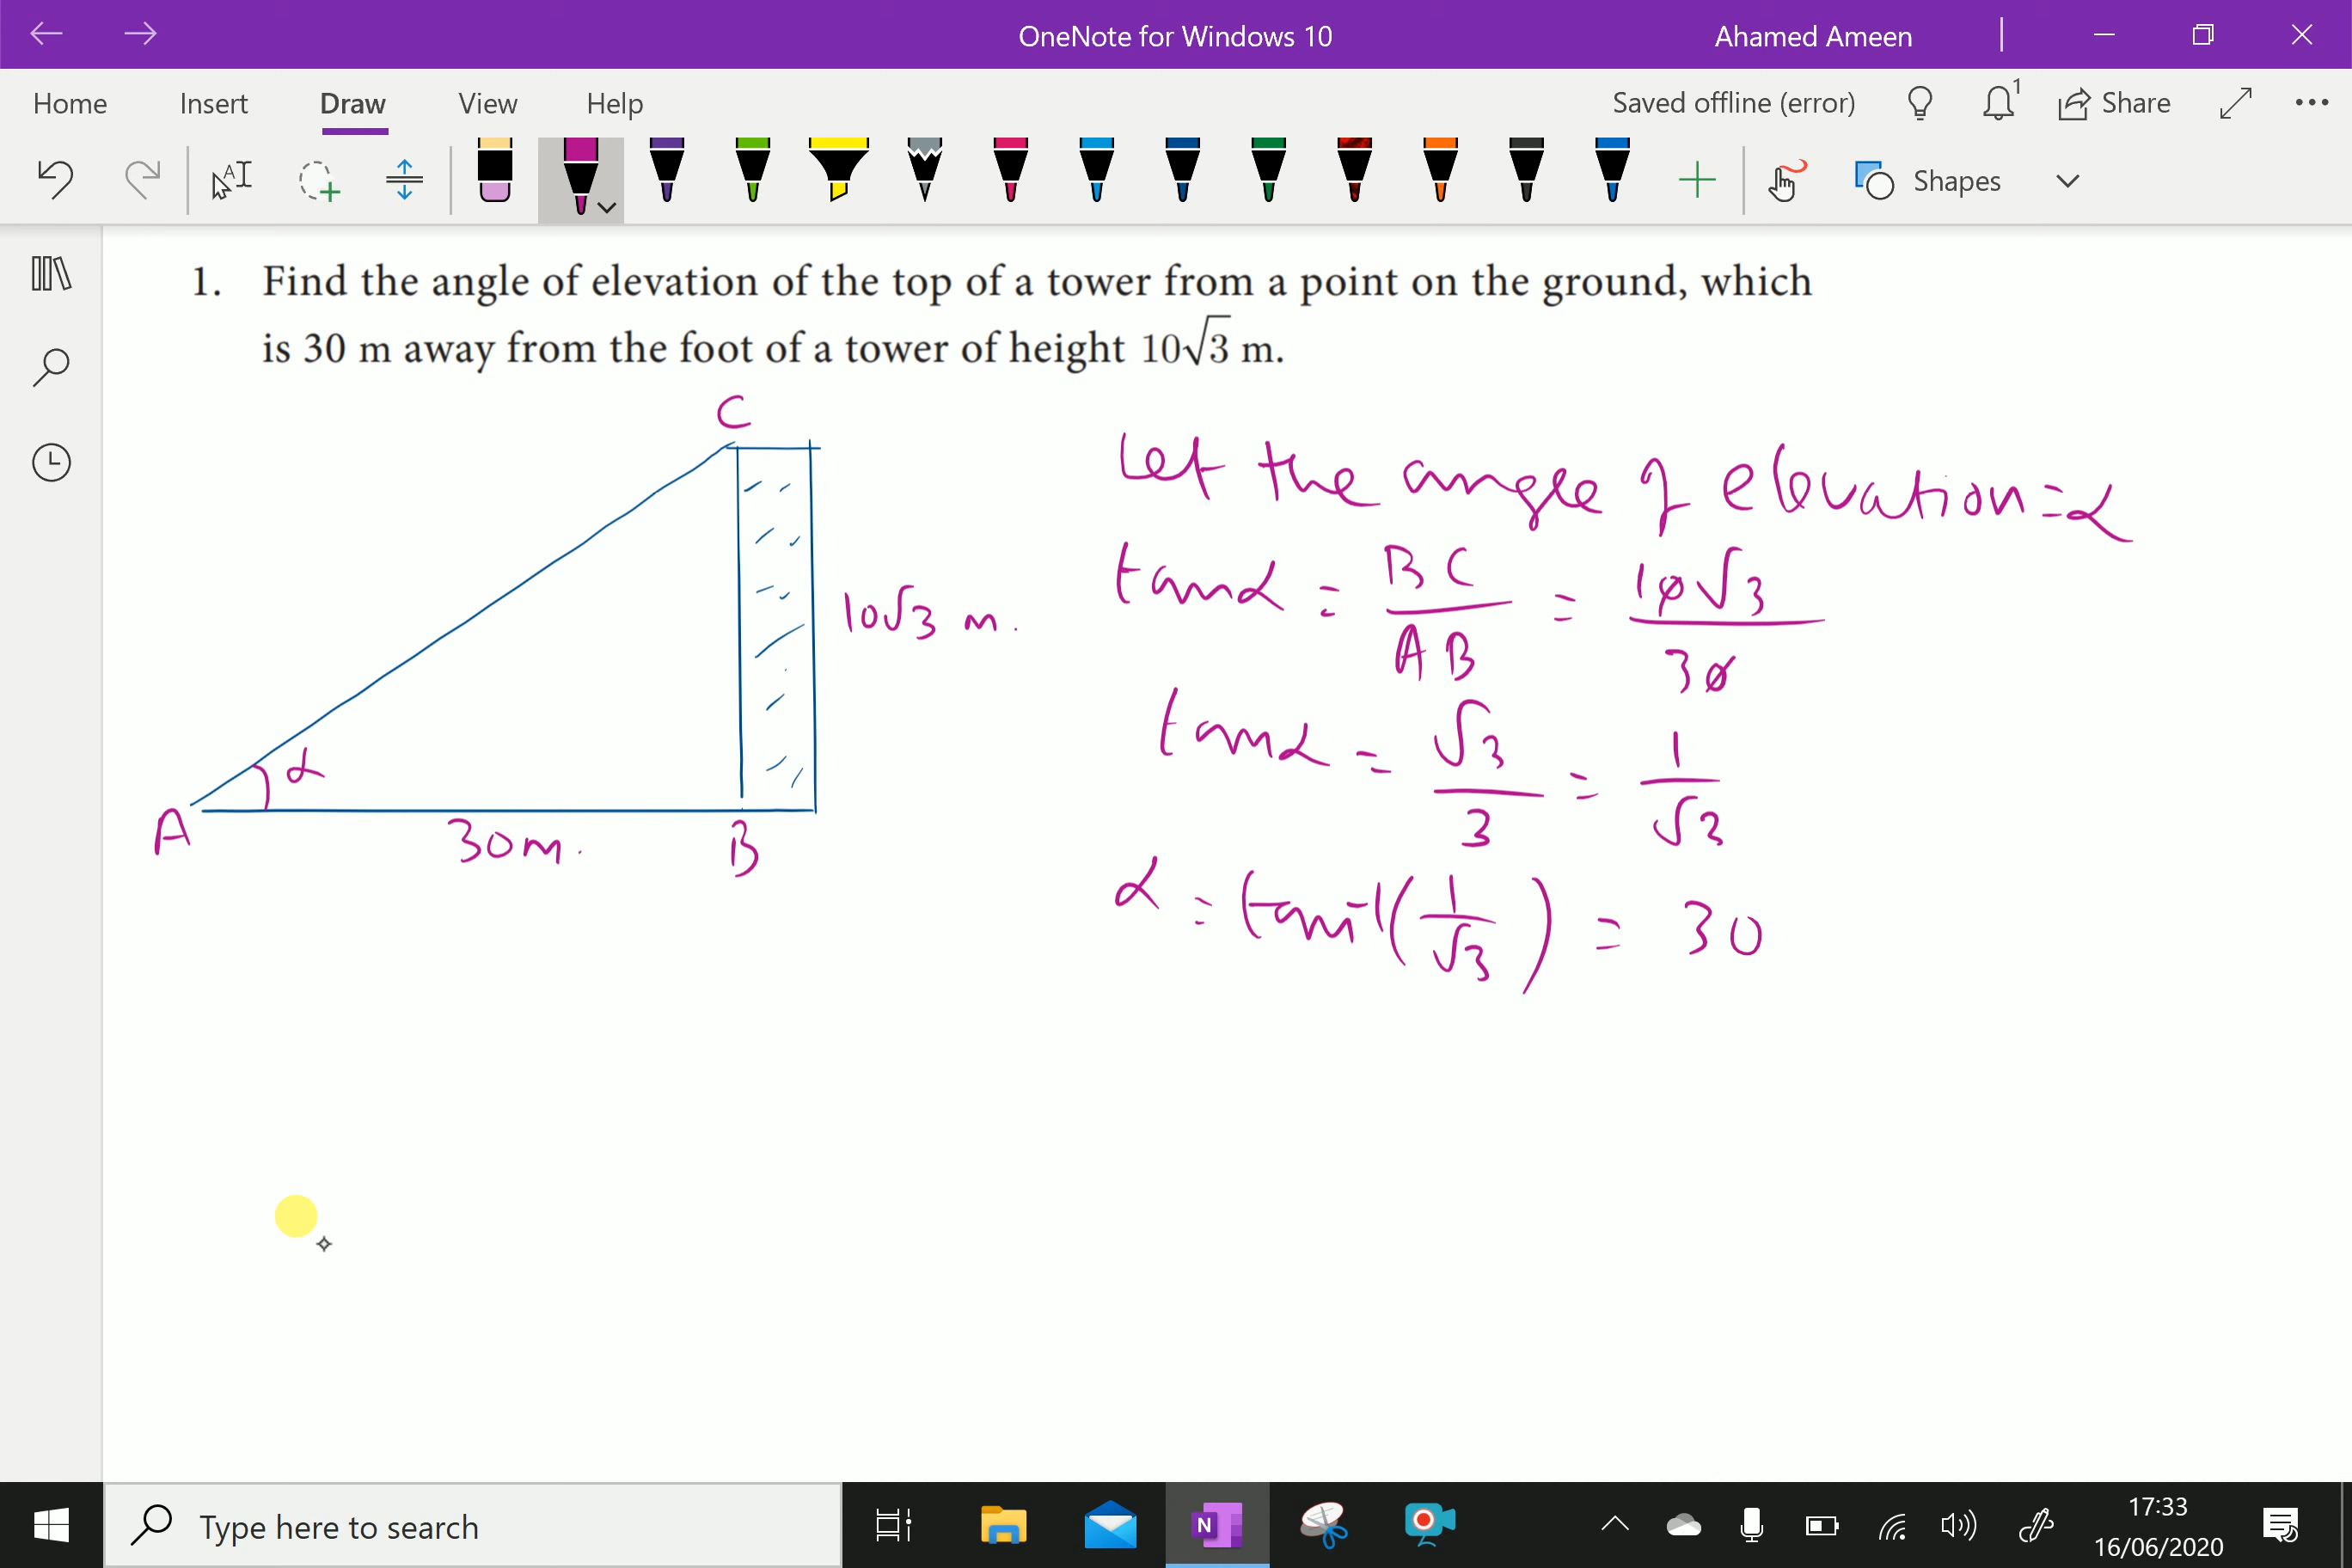 OneNote for Windows 10
Ahamed Ameen
Home Insert Draw View Help
Saved offline (error)
1
Share
Shapes
1. Find the angle of elevation of the top of a tower from a point on the ground, which
is 30 m away from the foot of a tower of height 10√3 m.
C
10√3 m.
α
A
30m.
B
Let the angle of elevation = α
tanα = BC/AB = 10√3/30
tanα = √3/3 = 1/√3
α = tan⁻¹(1/√3) = 30
Type here to search
N
17:33
16/06/2020